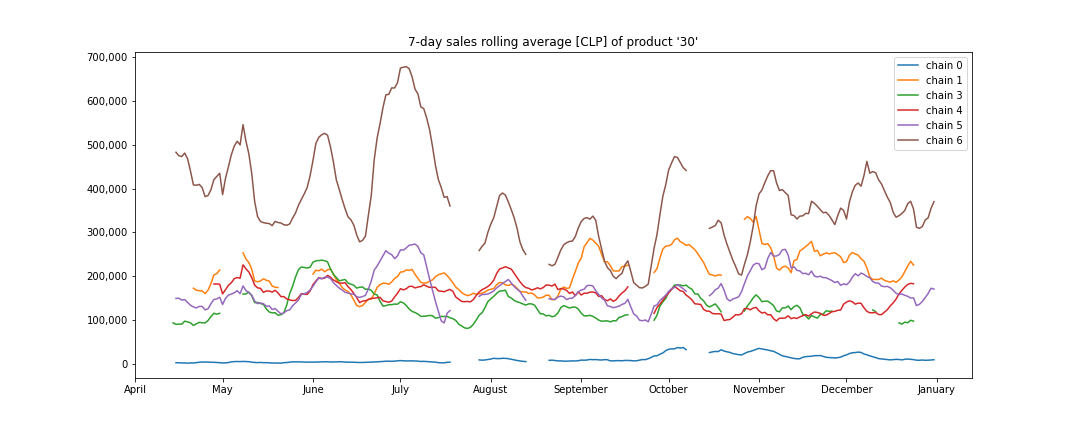 7-day sales rolling average [CLP] of product '30'
700,000
600,000
500,000
400,000
300,000
200,000
100,000
0
chain 0
chain 1
chain 3
chain 4
chain 5
chain 6
April May June July August September October November December January